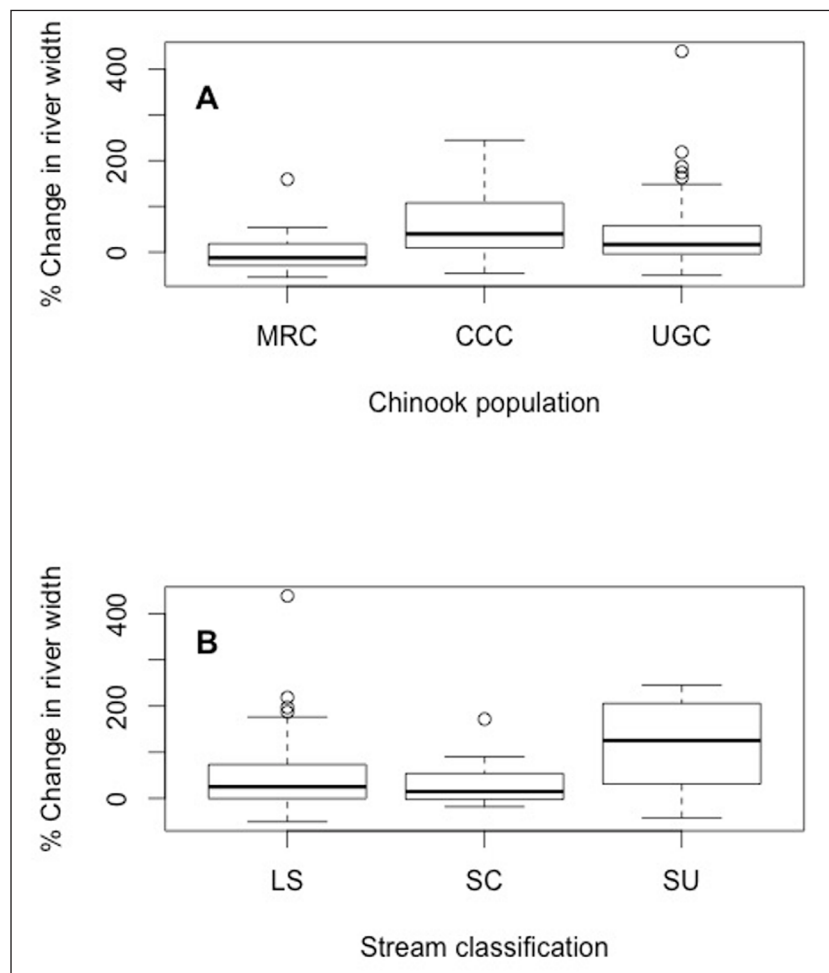 % Change in river width
400
200
0
A
MRC CCC UGC
Chinook population
% Change in river width
400
200
0
B
LS SC SU
Stream classification